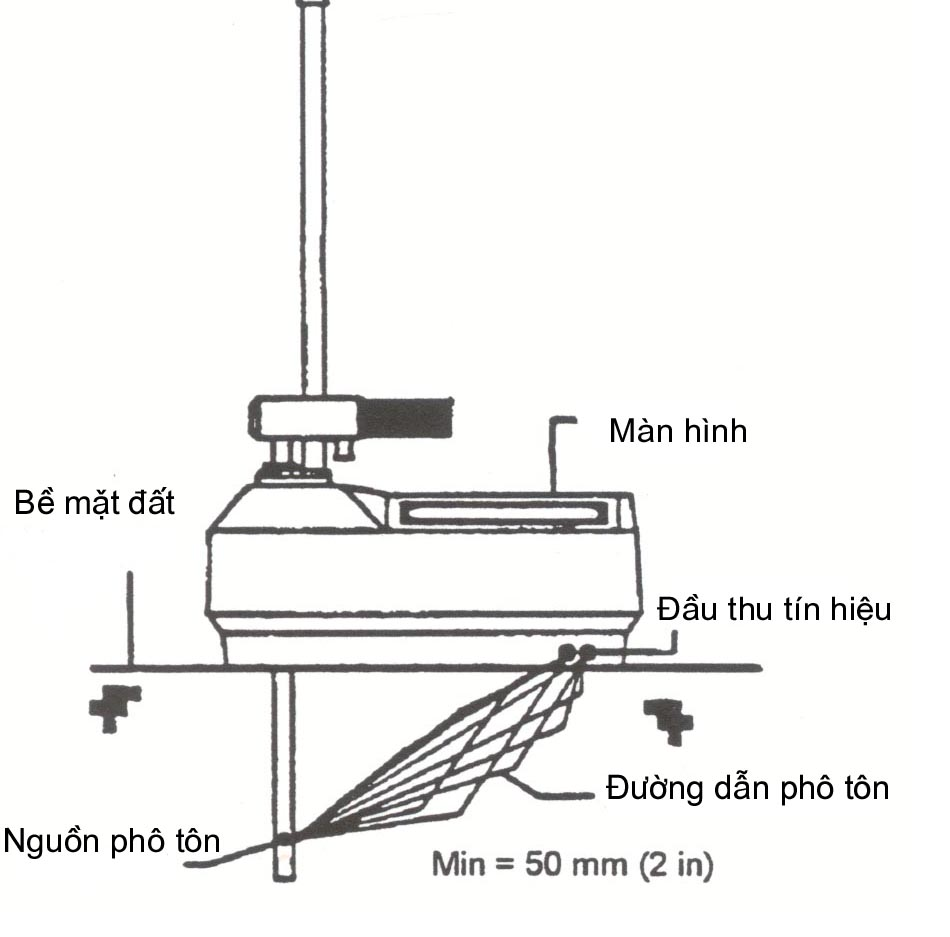 Màn hình
Bề mặt đất
Đầu thu tín hiệu
Đường dẫn phô tôn
Nguồn phô tôn
Min = 50 mm (2 in)